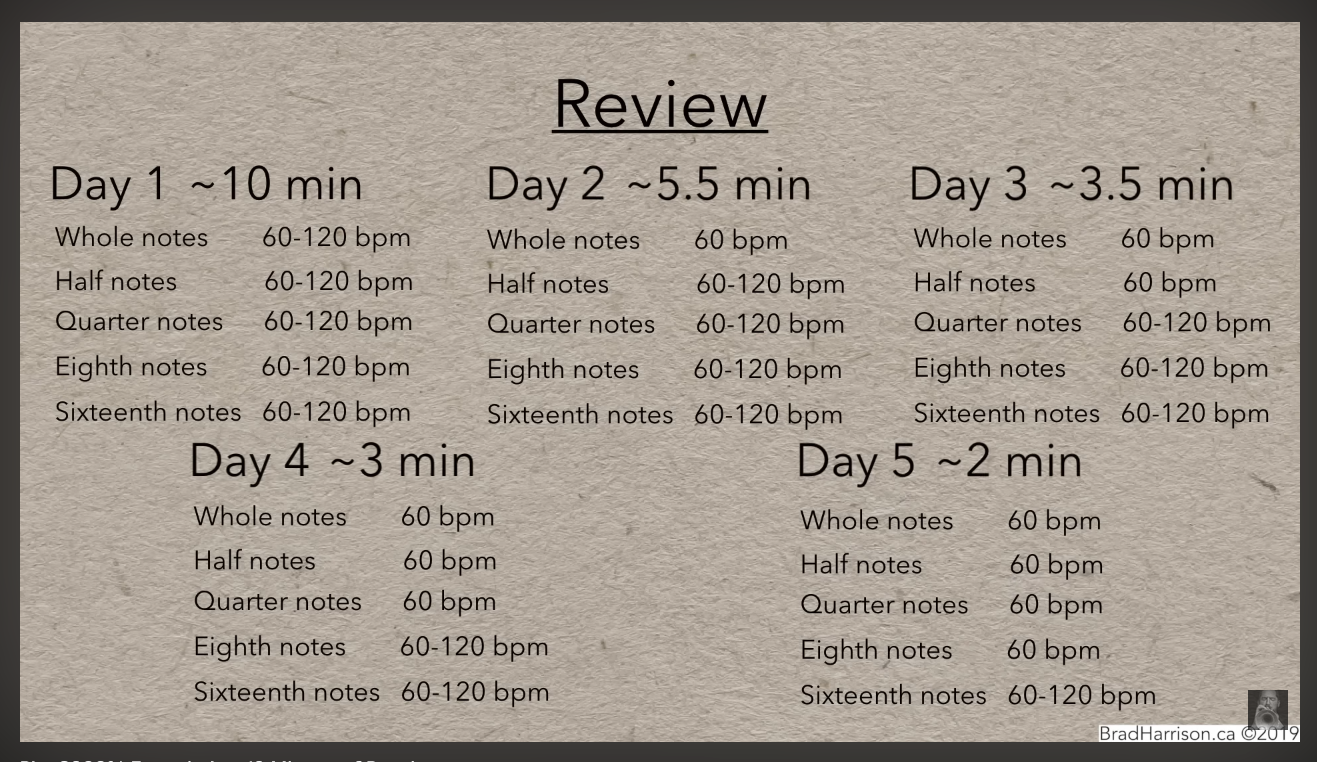 Review
Day 1 ~10 min
Whole notes 60-120 bpm
Half notes 60-120 bpm
Quarter notes 60-120 bpm
Eighth notes 60-120 bpm
Sixteenth notes 60-120 bpm
Day 2 ~5.5 min
Whole notes 60 bpm
Half notes 60-120 bpm
Quarter notes 60-120 bpm
Eighth notes 60-120 bpm
Sixteenth notes 60-120 bpm
Day 3 ~3.5 min
Whole notes 60 bpm
Half notes 60 bpm
Quarter notes 60-120 bpm
Eighth notes 60-120 bpm
Sixteenth notes 60-120 bpm
Day 4 ~3 min
Whole notes 60 bpm
Half notes 60 bpm
Quarter notes 60 bpm
Eighth notes 60-120 bpm
Sixteenth notes 60-120 bpm
Day 5 ~2 min
Whole notes 60 bpm
Half notes 60 bpm
Quarter notes 60 bpm
Eighth notes 60 bpm
Sixteenth notes 60-120 bpm
BradHarrison.ca ©2019